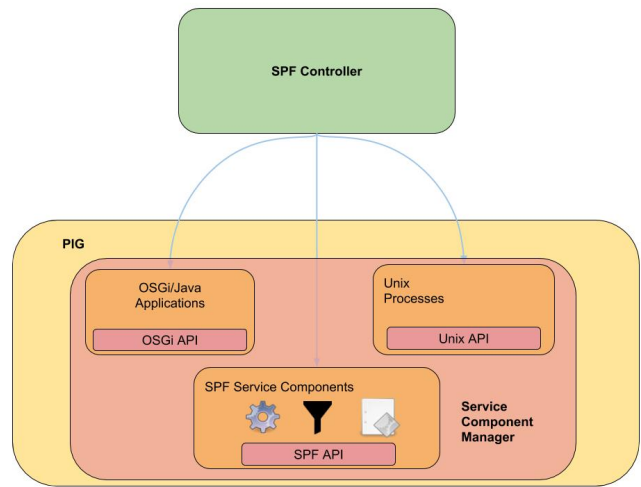 SPF Controller
PIG
OSGi/Java
Applications
OSGi API
Unix
Processes
Unix API
SPF Service Components
SPF API
Service
Component
Manager